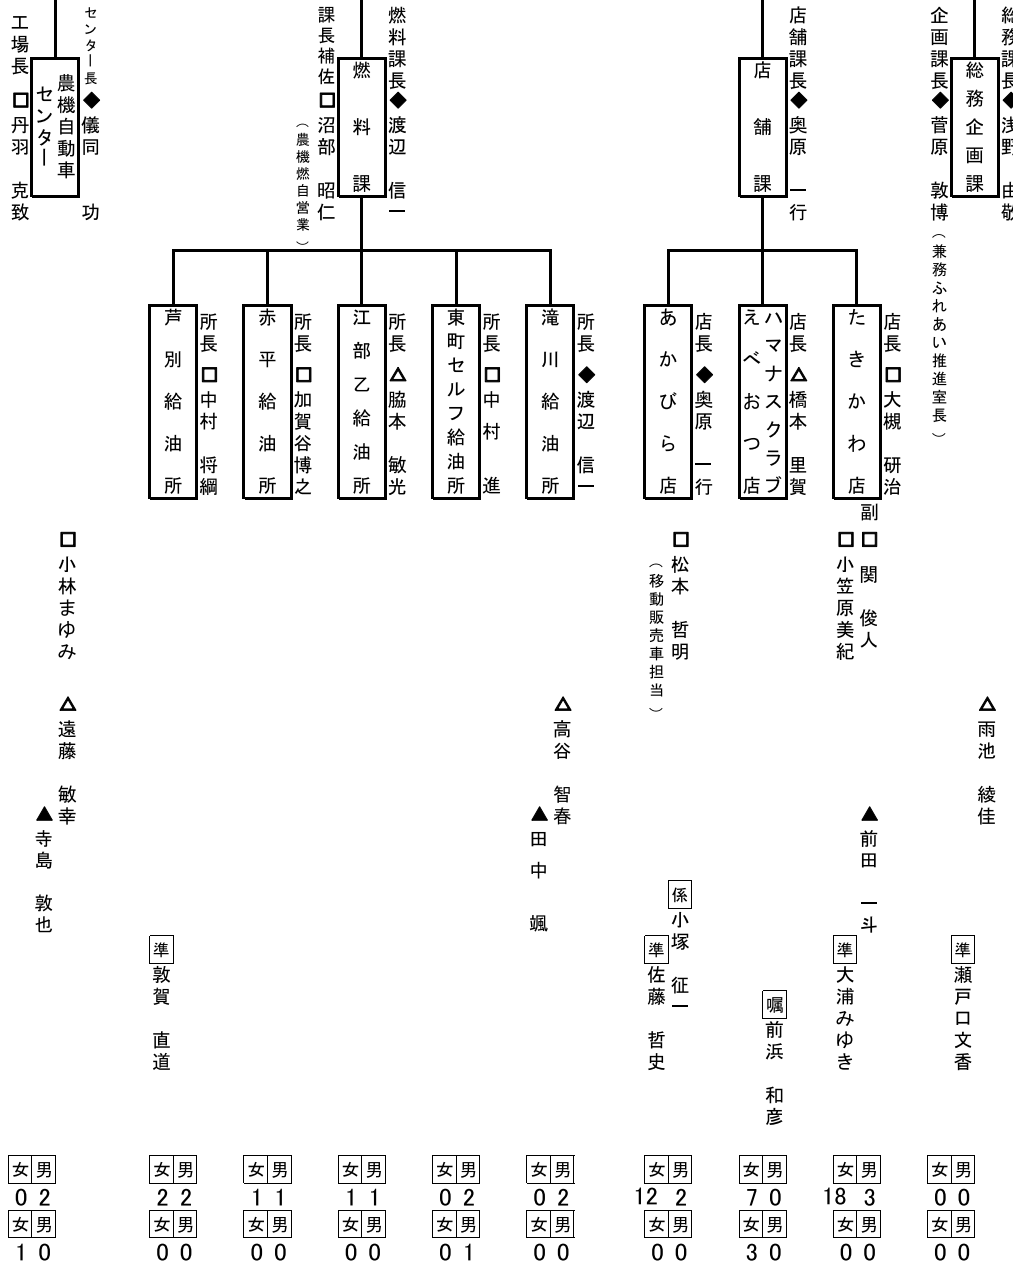 総務課長◆浅野 由敬
総務企画課
企画課長◆菅原 敦博（兼務ふれあい推進室長）
店舗課長◆奥原 一行
店舗課
燃料課長◆渡辺 信一
燃料課
課長補佐□沼部 昭仁
（農機燃自営業）
センター長◆儀同 功
農機自動車
センター
工場長□丹羽 克致
店長□大槻 研治
たきかわ店
店長△橋本 里賀
ハマナスクラブ
えべおつ店
店長◆奥原 一行
あかびら店
所長◆渡辺 信一
滝川給油所
所長□中村 進
東町セルフ給油所
所長△脇本 敏光
江部乙給油所
所長□加賀谷博之
赤平給油所
所長□中村 将綱
芦別給油所
副□関 俊人
□小笠原美紀
□松本 哲明
（移動販売車担当）
□小林まゆみ
△雨池 綾佳
△高谷 智春
△遠藤 敏幸
▲前田 一斗
▲田中 颯
▲寺島 敦也
係 小塚 征一
準 瀬戸口文香
準 大浦みゆき
準 佐藤 哲史
準 敦賀 直道
嘱 前浜 和彦
女男 女男 女男 女男 女男 女男 女男 女男 女男 女男
0 2 2 2 1 1 1 1 0 2 0 2 12 2 7 0 18 3 0 0
女男 女男 女男 女男 女男 女男 女男 女男 女男 女男
1 0 0 0 0 0 0 0 0 1 0 0 0 0 3 0 0 0 0 0